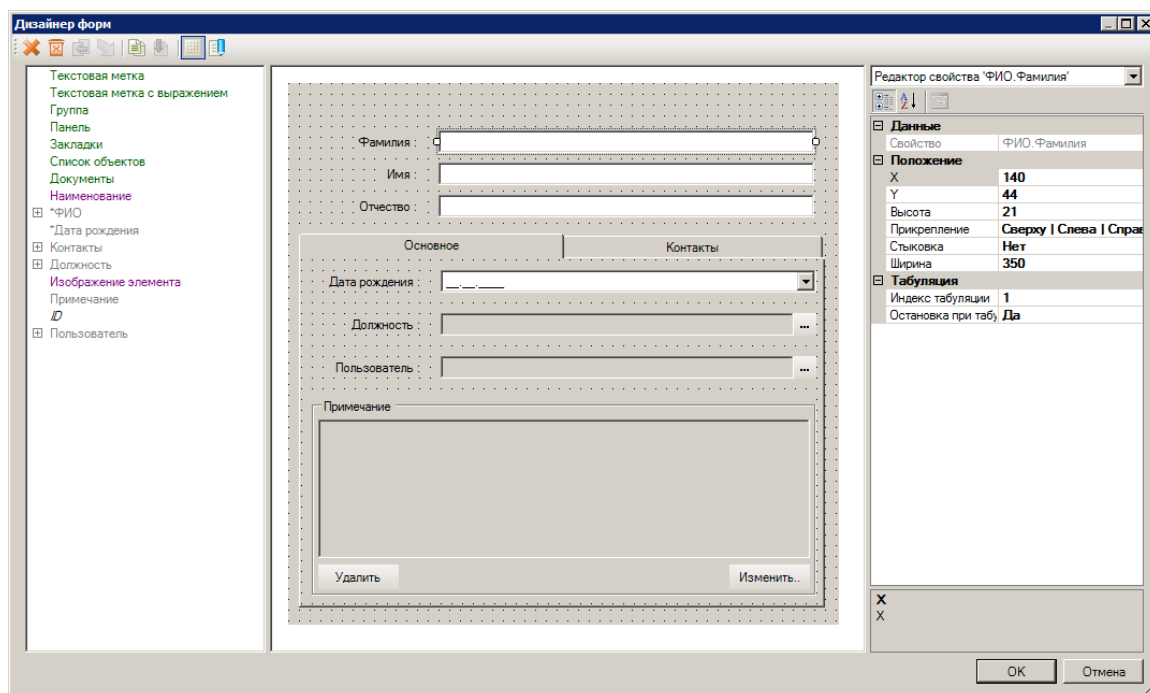 Дизайнер форм
Текстовая метка
Текстовая метка с выражением
Группа
Панель
Закладки
Список объектов
Документы
Наименование
*ФИО
*Дата рождения
Контакты
Должность
Изображение элемента
Примечание
ID
Пользователь
Фамилия :
Имя :
Отчество :
Основное
Контакты
Дата рождения : __.__.____
Должность : ...
Пользователь : ...
Примечание
Удалить
Изменить..
Редактор свойства 'ФИО.Фамилия'
Данные
Свойство ФИО.Фамилия
Положение
X 140
Y 44
Высота 21
Прикрепление Сверху | Слева | Справ
Стыковка Нет
Ширина 350
Табуляция
Индекс табуляции 1
Остановка при табу Да
X
X
OK
Отмена